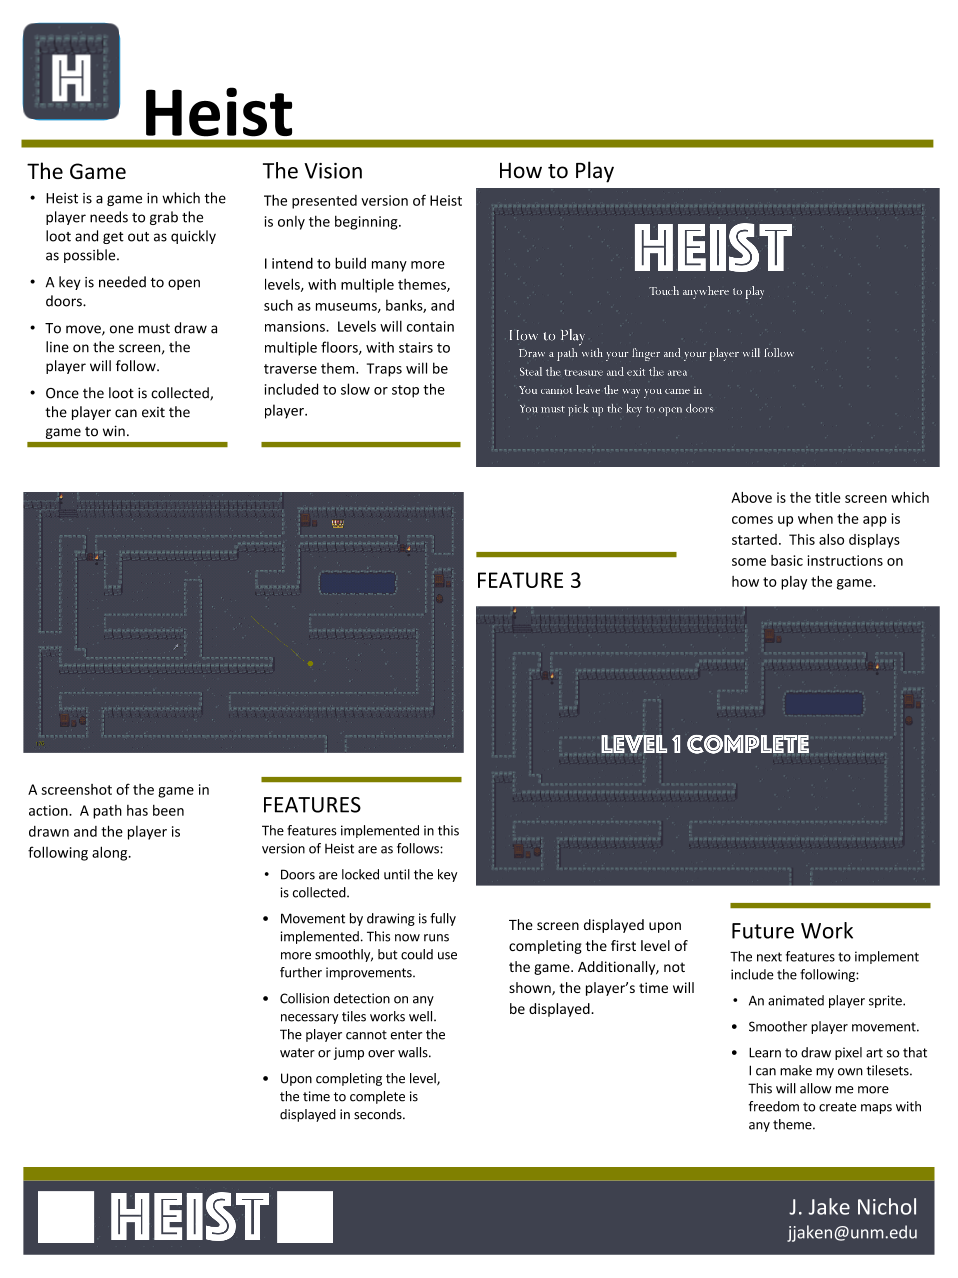 H
Heist
The Game
• Heist is a game in which the
player needs to grab the
loot and get out as quickly
as possible.
• A key is needed to open
doors.
• To move, one must draw a
line on the screen, the
player will follow.
• Once the loot is collected,
the player can exit the
game to win.
The Vision
The presented version of Heist
is only the beginning.
I intend to build many more
levels, with multiple themes,
such as museums, banks, and
mansions.  Levels will contain
multiple floors, with stairs to
traverse them.  Traps will be
included to slow or stop the
player.
How to Play
HEIST
Touch anywhere to play
How to Play
Draw a path with your finger and your player will follow
Steal the treasure and exit the area
You cannot leave the way you came in
You must pick up the key to open doors
Above is the title screen which
comes up when the app is
started.  This also displays
some basic instructions on
how to play the game.
A screenshot of the game in
action.  A path has been
drawn and the player is
following along.
FEATURES
The features implemented in this
version of Heist are as follows:
• Doors are locked until the key
is collected.
• Movement by drawing is fully
implemented. This now runs
more smoothly, but could use
further improvements.
• Collision detection on any
necessary tiles works well.
The player cannot enter the
water or jump over walls.
• Upon completing the level,
the time to complete is
displayed in seconds.
FEATURE 3
LEVEL 1 COMPLETE
The screen displayed upon
completing the first level of
the game. Additionally, not
shown, the player’s time will
be displayed.
Future Work
The next features to implement
include the following:
• An animated player sprite.
• Smoother player movement.
• Learn to draw pixel art so that
I can make my own tilesets.
This will allow me more
freedom to create maps with
any theme.
HEIST
J. Jake Nichol
jjaken@unm.edu